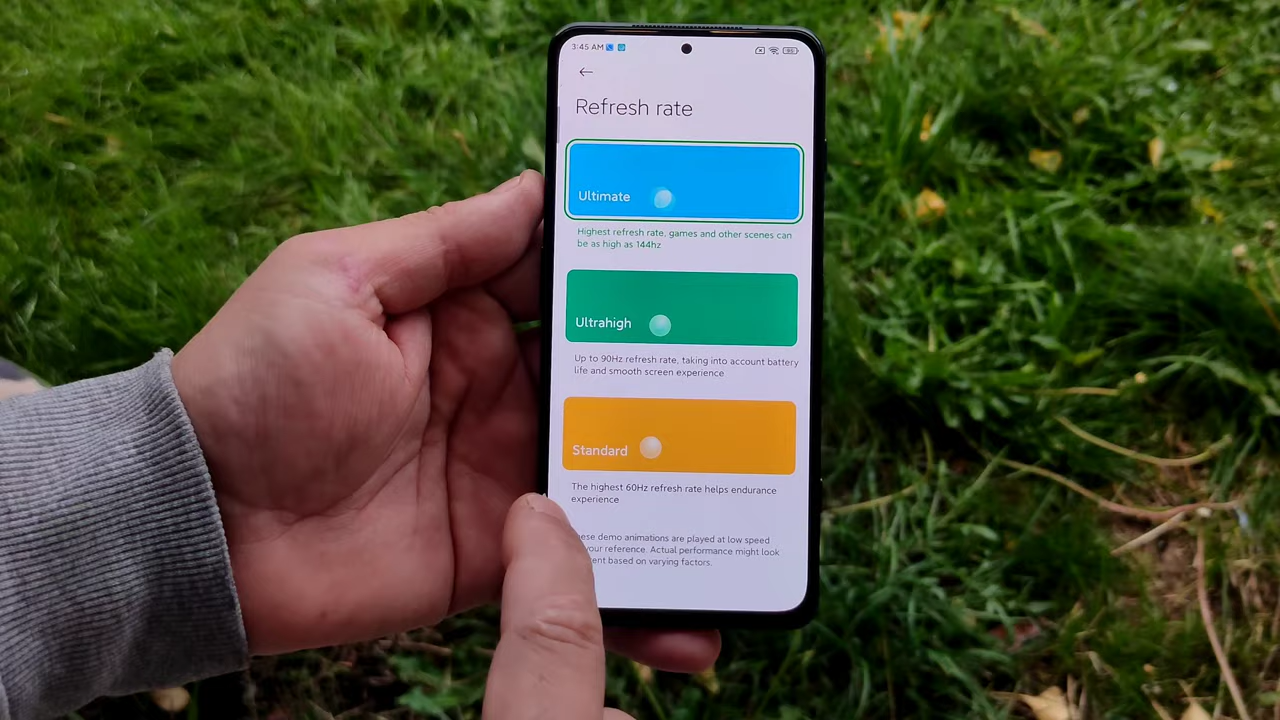 3:45 AM
95
Refresh rate
Ultimate
Highest refresh rate, games and other scenes can
be as high as 144hz
Ultrahigh
Up to 90Hz refresh rate, taking into account battery
life and smooth screen experience
Standard
The highest 60Hz refresh rate helps endurance
experience
ese demo animations are played at low speed
your reference. Actual performance might look
ent based on varying factors.